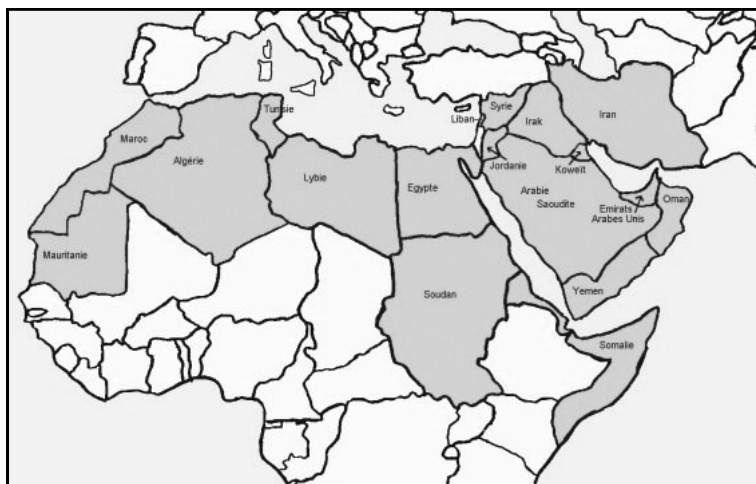 Tunisie
Maroc
Algérie
Lybie
Egypte
Mauritanie
Soudan
Somalie
Liban
Syrie
Irak
Iran
Jordanie
Koweït
Arabie
Saoudite
Emirats
Arabes Unis
Oman
Yemen